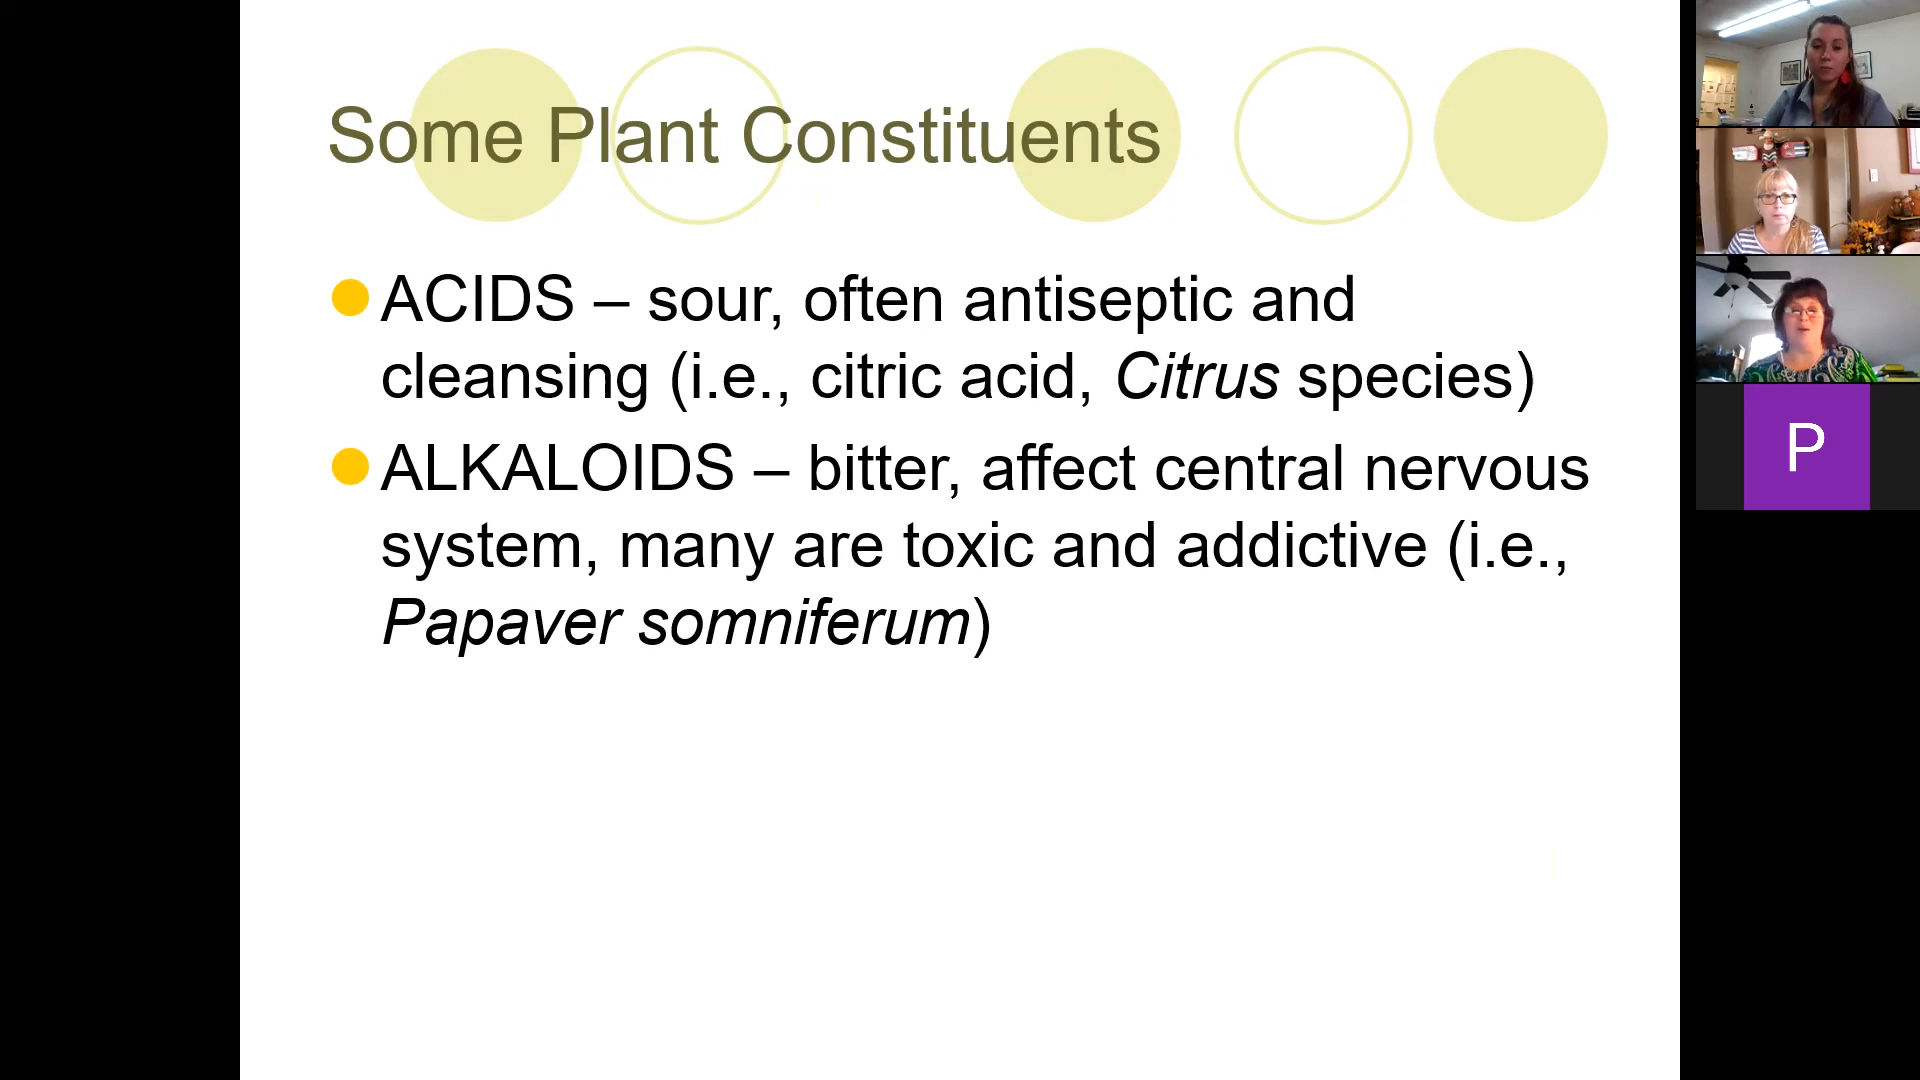 Some Plant Constituents
ACIDS – sour, often antiseptic and
cleansing (i.e., citric acid, Citrus species)
ALKALOIDS – bitter, affect central nervous
system, many are toxic and addictive (i.e.,
Papaver somniferum)
P